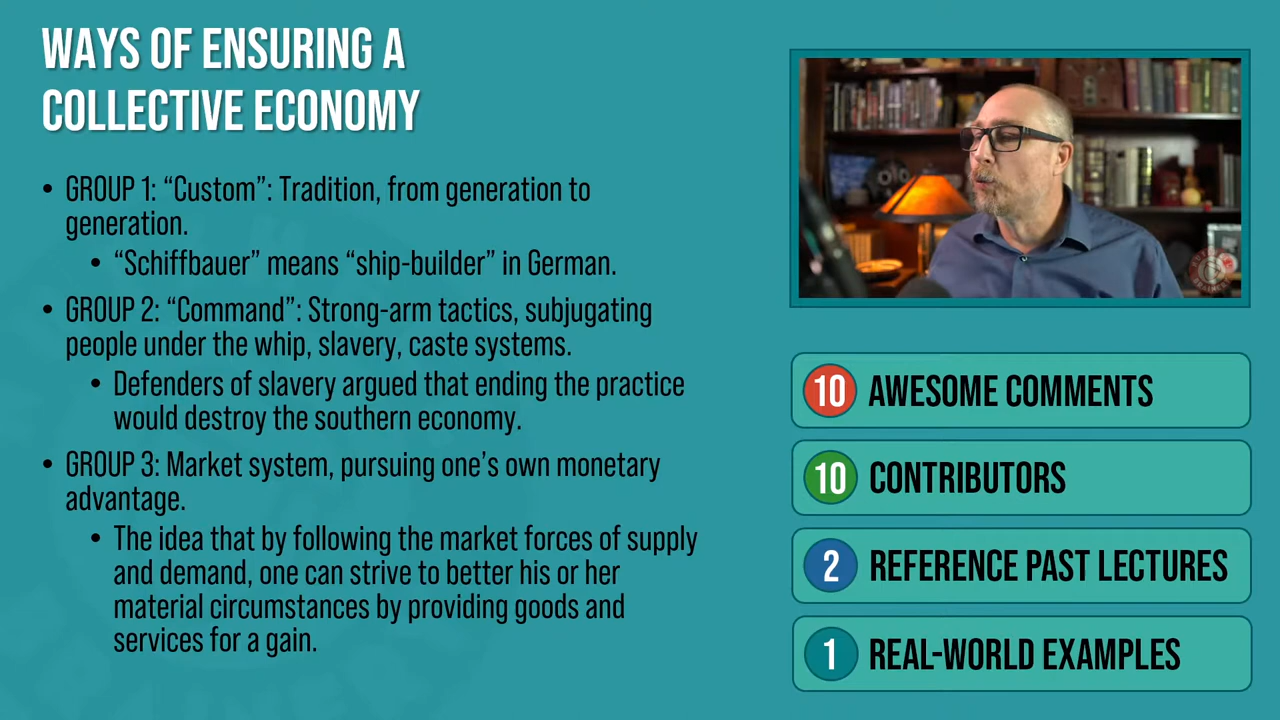 WAYS OF ENSURING A
COLLECTIVE ECONOMY
• GROUP 1: “Custom”: Tradition, from generation to
generation.
• “Schiffbauer” means “ship-builder” in German.
• GROUP 2: “Command”: Strong-arm tactics, subjugating
people under the whip, slavery, caste systems.
• Defenders of slavery argued that ending the practice
would destroy the southern economy.
• GROUP 3: Market system, pursuing one’s own monetary
advantage.
• The idea that by following the market forces of supply
and demand, one can strive to better his or her
material circumstances by providing goods and
services for a gain.
10 AWESOME COMMENTS
10 CONTRIBUTORS
2 REFERENCE PAST LECTURES
1 REAL-WORLD EXAMPLES